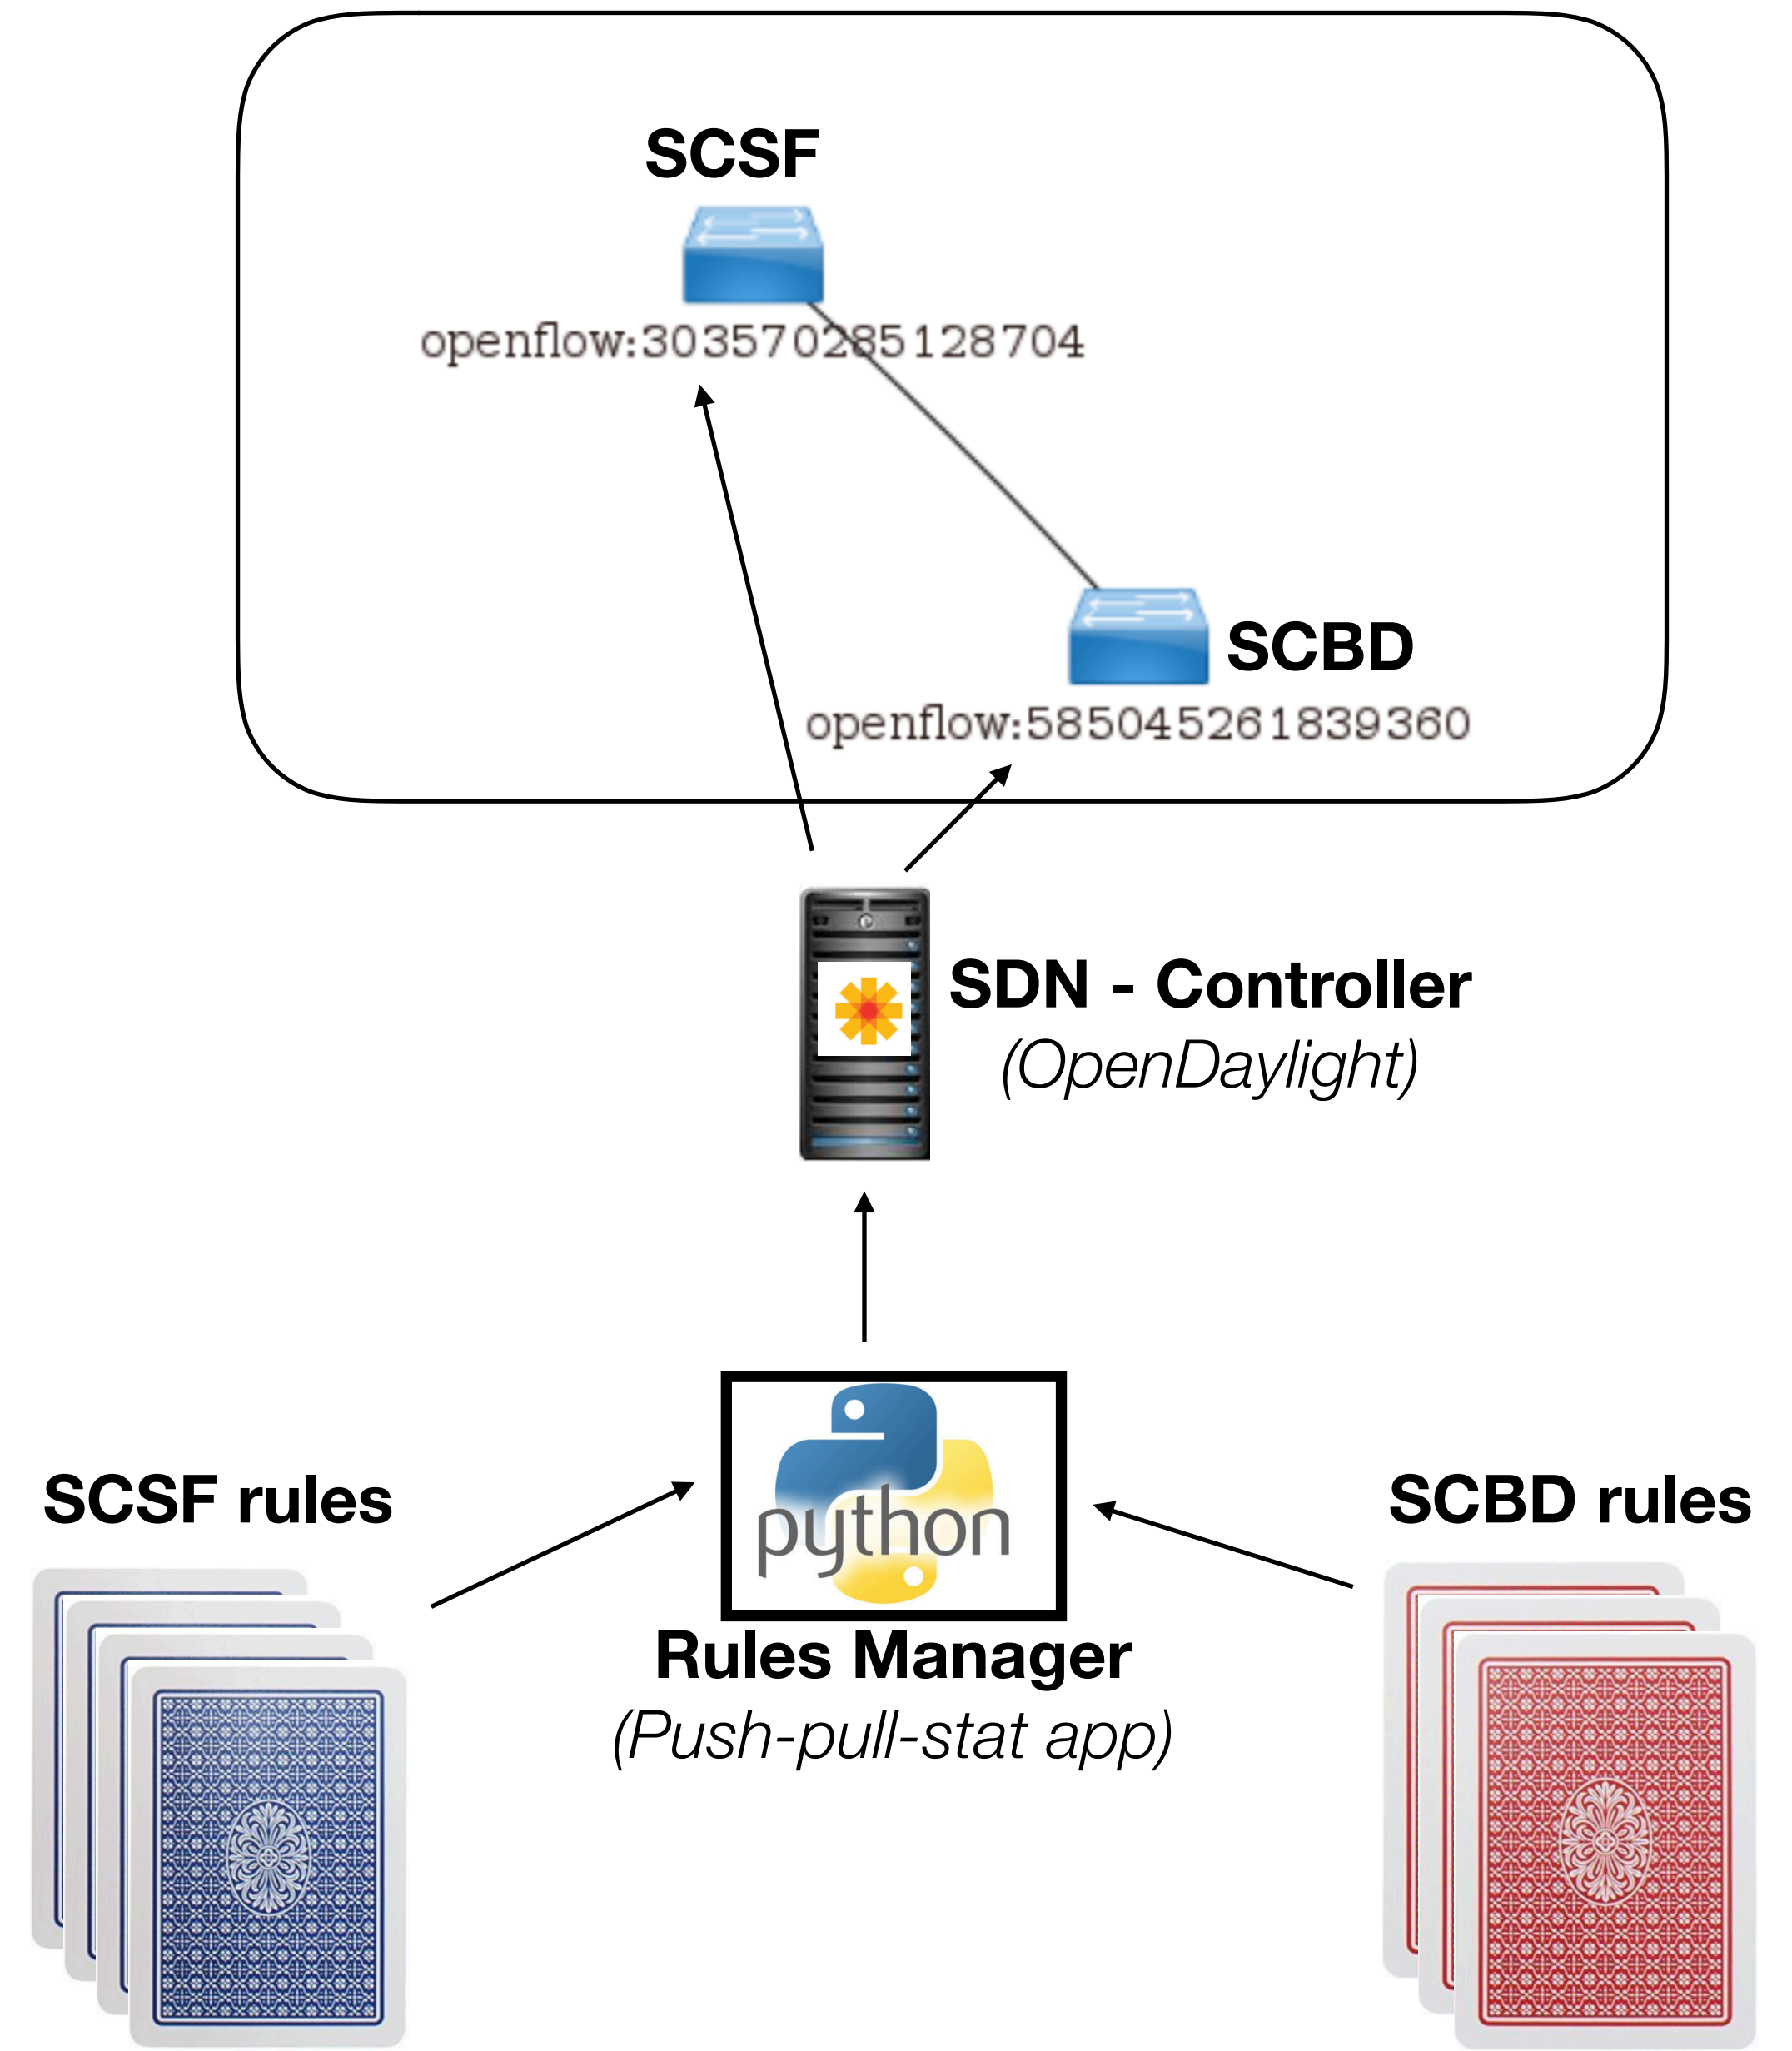 SCSF
openflow:303570285128704
SCBD
openflow:585045261839360
SDN - Controller
(OpenDaylight)
python
SCSF rules
SCBD rules
Rules Manager
(Push-pull-stat app)